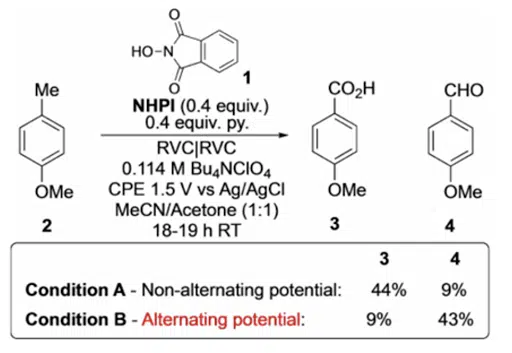 O
HO-N
1
O
NHPI (0.4 equiv.)
0.4 equiv. py.
RVC|RVC
0.114 M Bu4NClO4
CPE 1.5 V vs Ag/AgCl
MeCN/Acetone (1:1)
18-19 h RT
Me
OMe
2
CO2H
OMe
3
CHO
OMe
4
3 4
Condition A - Non-alternating potential: 44% 9%
Condition B - Alternating potential: 9% 43%